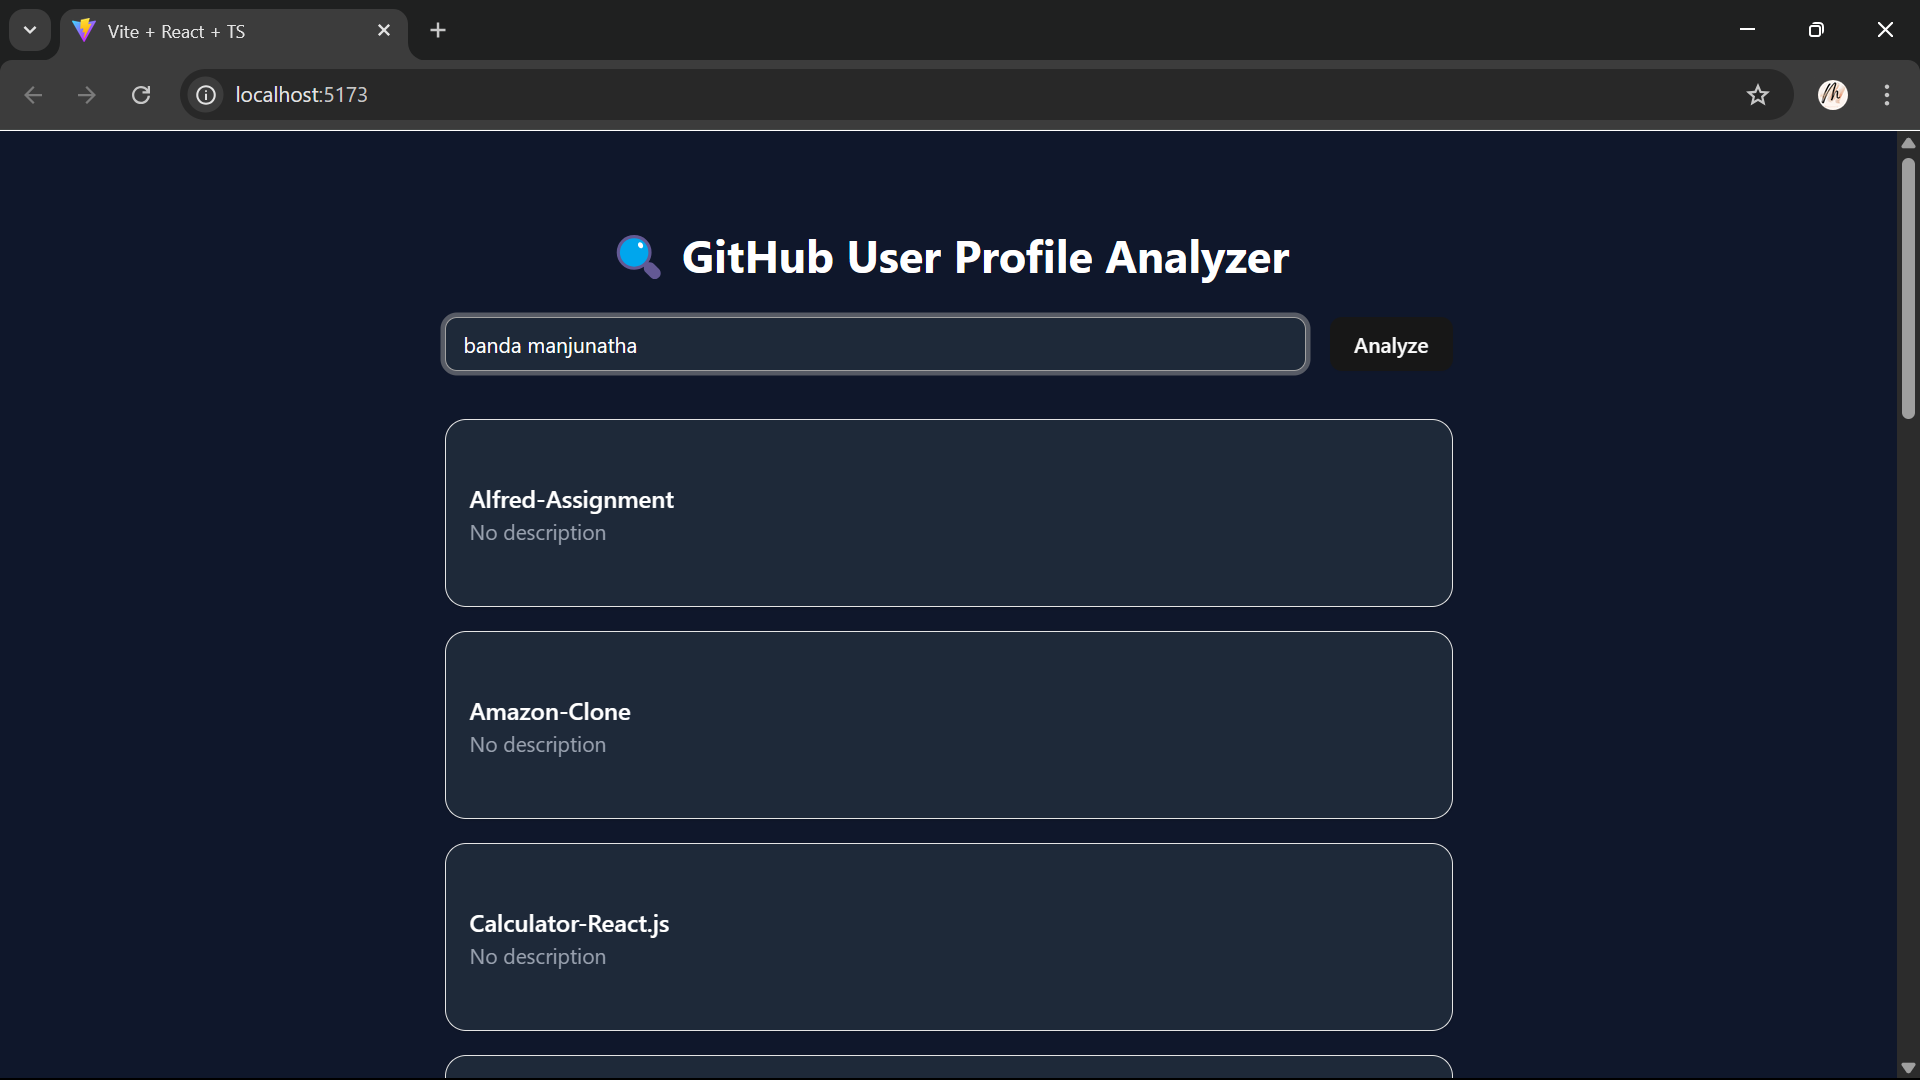 Vite + React + TS
localhost:5173
GitHub User Profile Analyzer
banda manjunatha
Analyze
Alfred-Assignment
No description
Amazon-Clone
No description
Calculator-React.js
No description